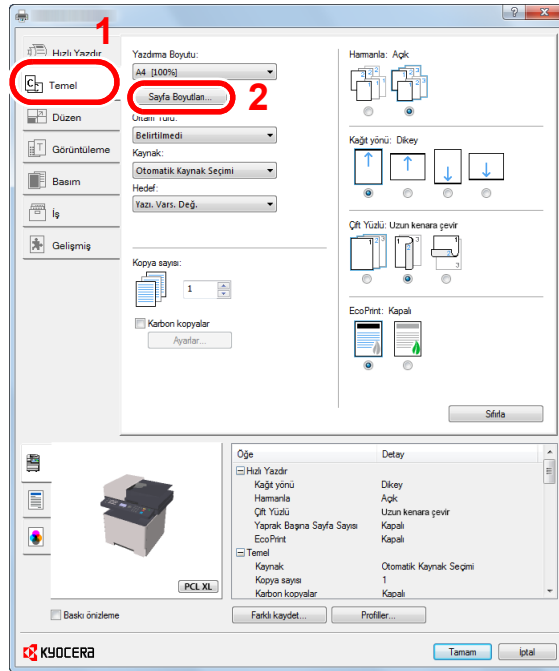 1
Hızlı Yazdır
Temel
Düzen
Görüntüleme
Basım
İş
Gelişmiş
Yazdırma Boyutu:
A4 [100%]
Sayfa Boyutları...
2
Ortam Türü:
Belirtilmedi
Kaynak:
Otomatik Kaynak Seçimi
Hedef:
Yazı. Vars. Değ.
Kopya sayısı:
1
Karbon kopyalar
Ayarlar...
Harmanla: Açık
Kağıt yönü: Dikey
Çift Yüzlü: Uzun kenara çevir
EcoPrint: Kapalı
Sıfırla
Öğe Detay
Hızlı Yazdır
Kağıt yönü Dikey
Harmanla Açık
Çift Yüzlü Uzun kenara çevir
Yaprak Başına Sayfa Sayısı Kapalı
EcoPrint Kapalı
Temel
Kaynak Otomatik Kaynak Seçimi
Kopya sayısı 1
Karbon kopyalar Kapalı
PCL XL
Baskı önizleme
Farklı kaydet...
Profiller...
KYOCERA
Tamam
İptal